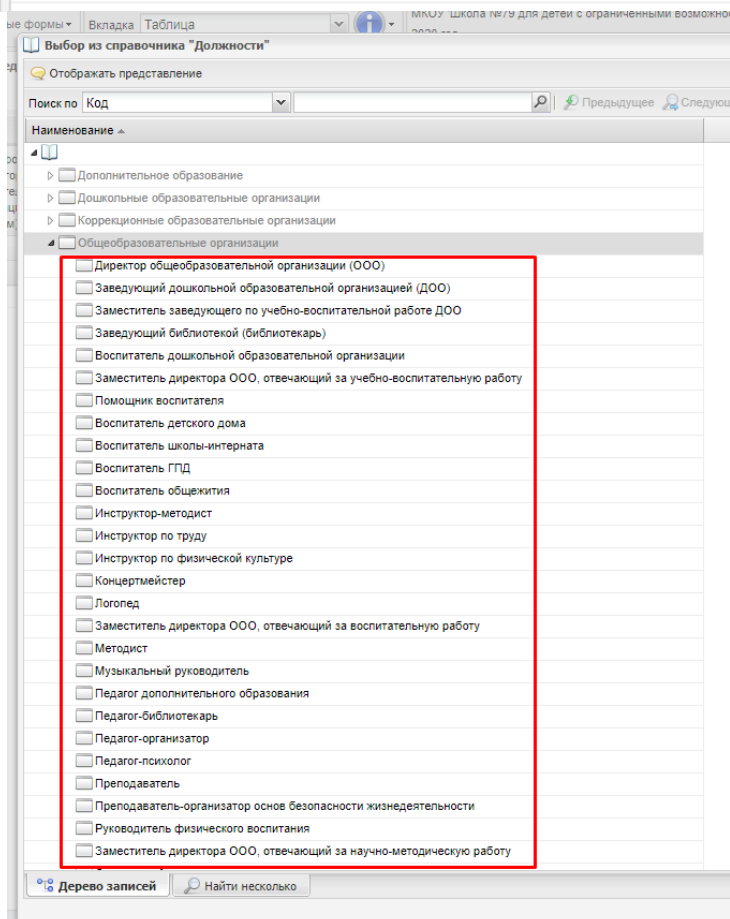 ые формы Вкладка Таблица
МКОУ "Школа №79 для детей с ограниченными возможнос
Выбор из справочника "Должности"
Отображать представление
Поиск по Код Предыдущее Следующ
Наименование
Дополнительное образование
Дошкольные образовательные организации
Коррекционные образовательные организации
Общеобразовательные организации
Директор общеобразовательной организации (ООО)
Заведующий дошкольной образовательной организацией (ДОО)
Заместитель заведующего по учебно-воспитательной работе ДОО
Заведующий библиотекой (библиотекарь)
Воспитатель дошкольной образовательной организации
Заместитель директора ООО, отвечающий за учебно-воспитательную работу
Помощник воспитателя
Воспитатель детского дома
Воспитатель школы-интерната
Воспитатель ГПД
Воспитатель общежития
Инструктор-методист
Инструктор по труду
Инструктор по физической культуре
Концертмейстер
Логопед
Заместитель директора ООО, отвечающий за воспитательную работу
Методист
Музыкальный руководитель
Педагог дополнительного образования
Педагог-библиотекарь
Педагог-организатор
Педагог-психолог
Преподаватель
Преподаватель-организатор основ безопасности жизнедеятельности
Руководитель физического воспитания
Заместитель директора ООО, отвечающий за научно-методическую работу
Дерево записей Найти несколько